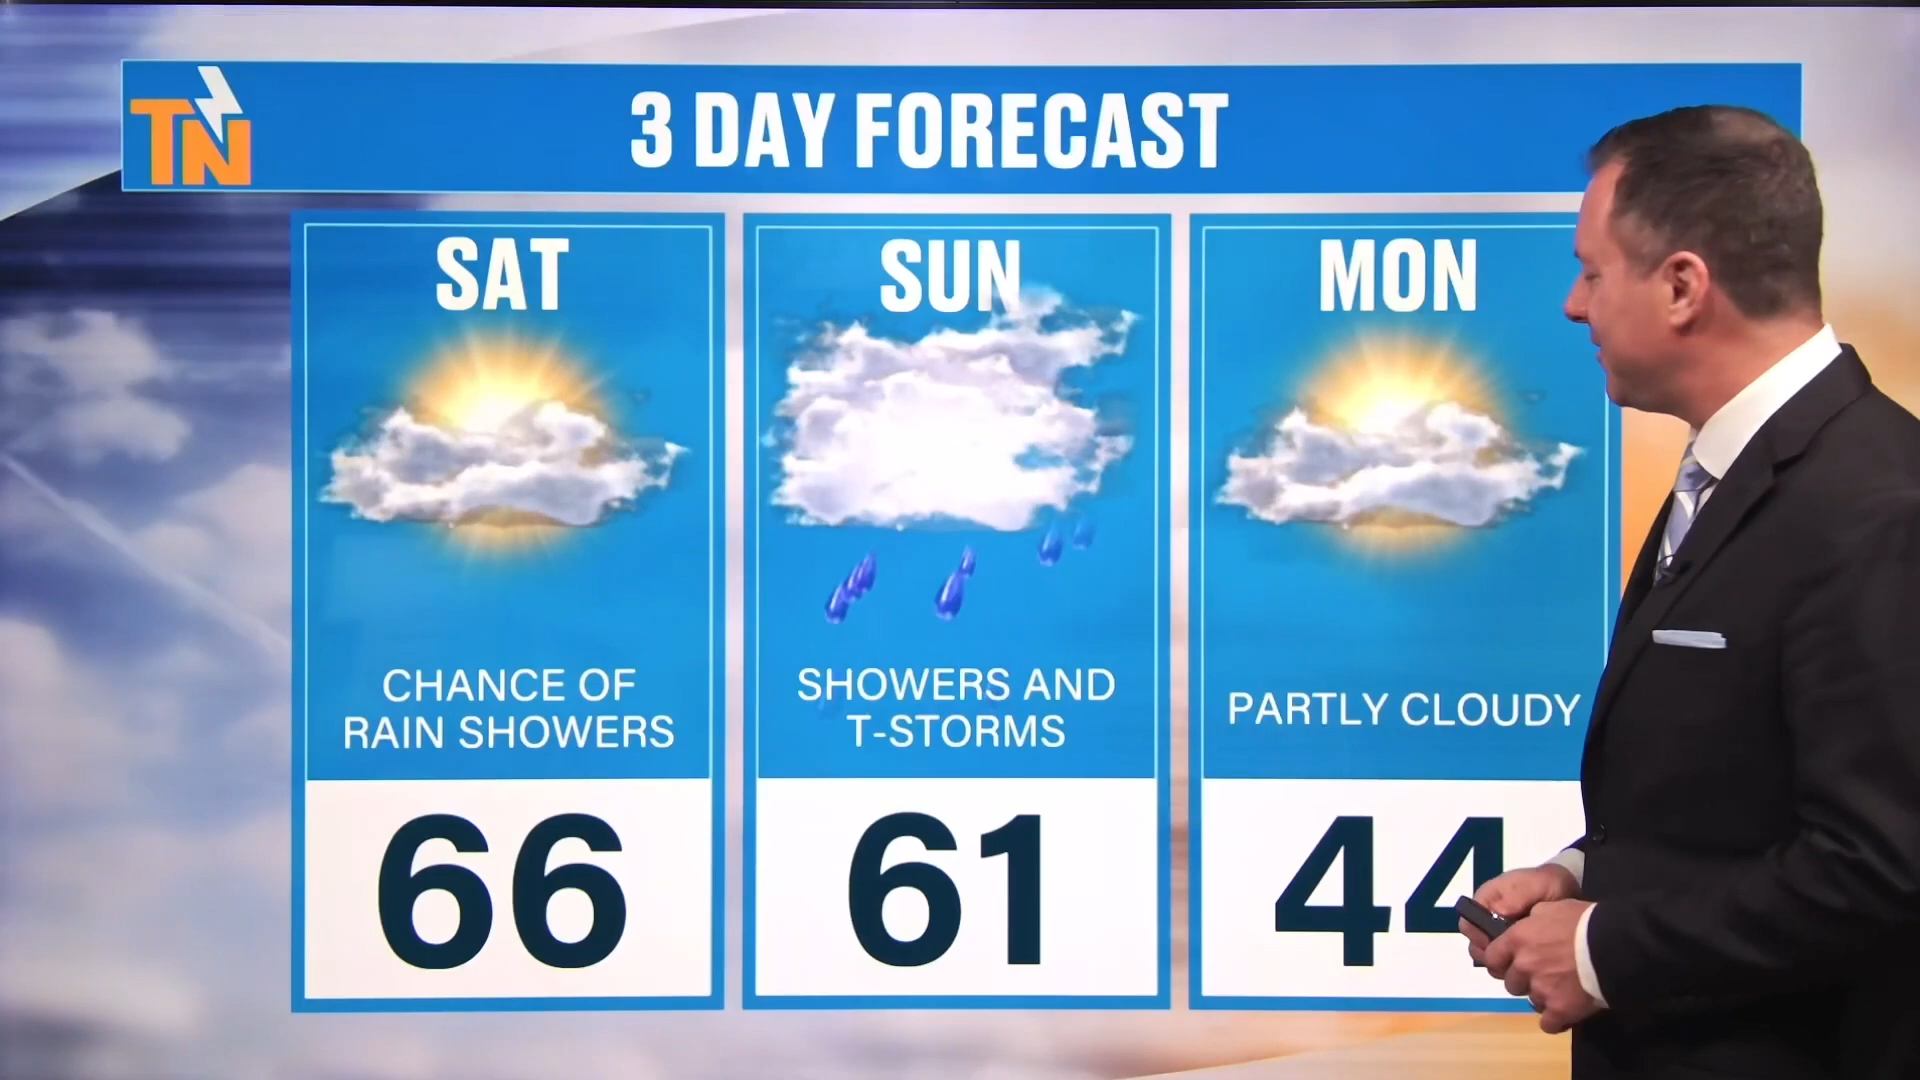 TN
3 DAY FORECAST
SAT
SUN
MON
CHANCE OF
RAIN SHOWERS
SHOWERS AND
T-STORMS
PARTLY CLOUDY
66
61
44